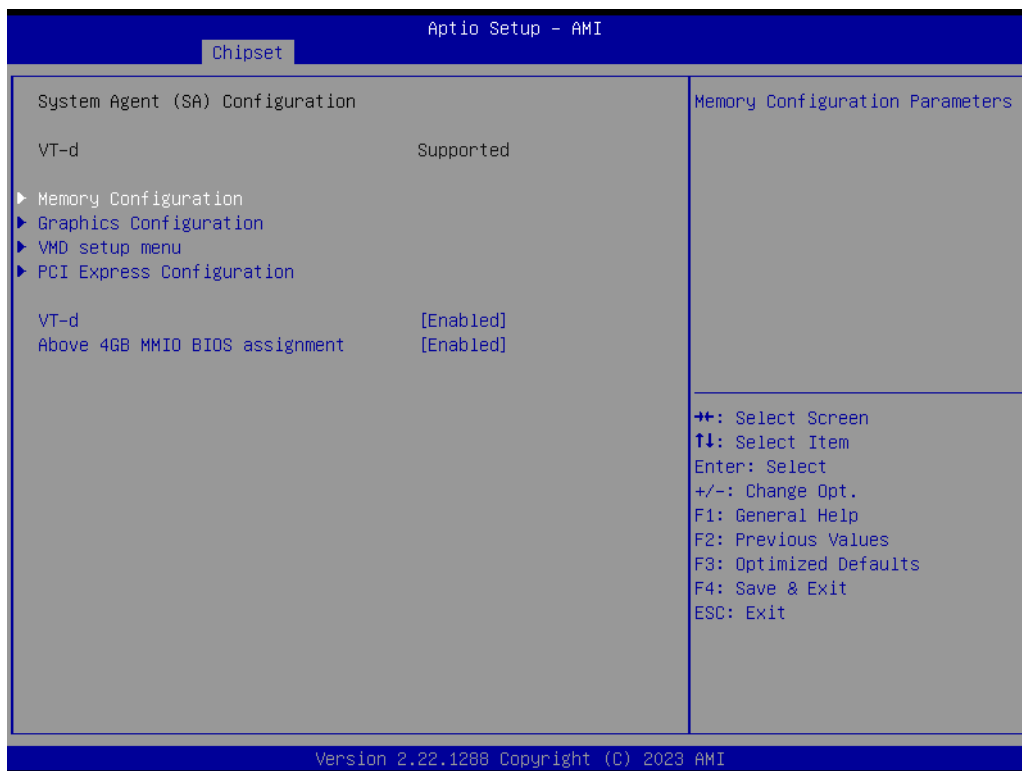 Aptio Setup – AMI
Chipset
System Agent (SA) Configuration
VT-d Supported
▶ Memory Configuration
▶ Graphics Configuration
▶ VMD setup menu
▶ PCI Express Configuration
VT-d [Enabled]
Above 4GB MMIO BIOS assignment [Enabled]
Memory Configuration Parameters
→←: Select Screen
↑↓: Select Item
Enter: Select
+/-: Change Opt.
F1: General Help
F2: Previous Values
F3: Optimized Defaults
F4: Save & Exit
ESC: Exit
Version 2.22.1288 Copyright (C) 2023 AMI